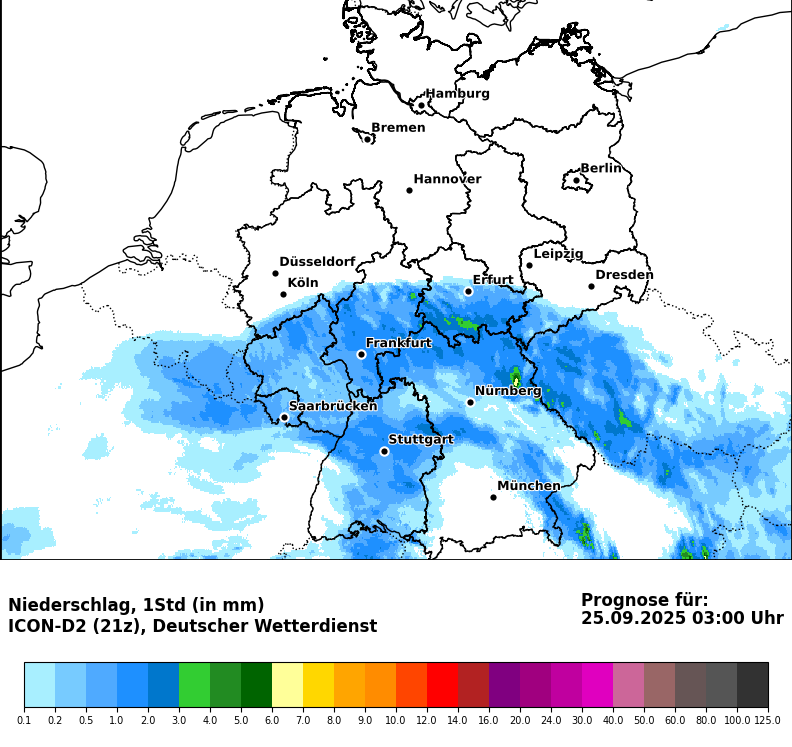 Hamburg
Bremen
Berlin
Hannover
Leipzig
Düsseldorf
Dresden
Köln
Erfurt
Frankfurt
Nürnberg
Saarbrücken
Stuttgart
München
Niederschlag, 1Std (in mm)
ICON-D2 (21z), Deutscher Wetterdienst
Prognose für:
25.09.2025 03:00 Uhr
0.1 0.2 0.5 1.0 2.0 3.0 4.0 5.0 6.0 7.0 8.0 9.0 10.0 12.0 14.0 16.0 20.0 24.0 30.0 40.0 50.0 60.0 80.0 100.0 125.0